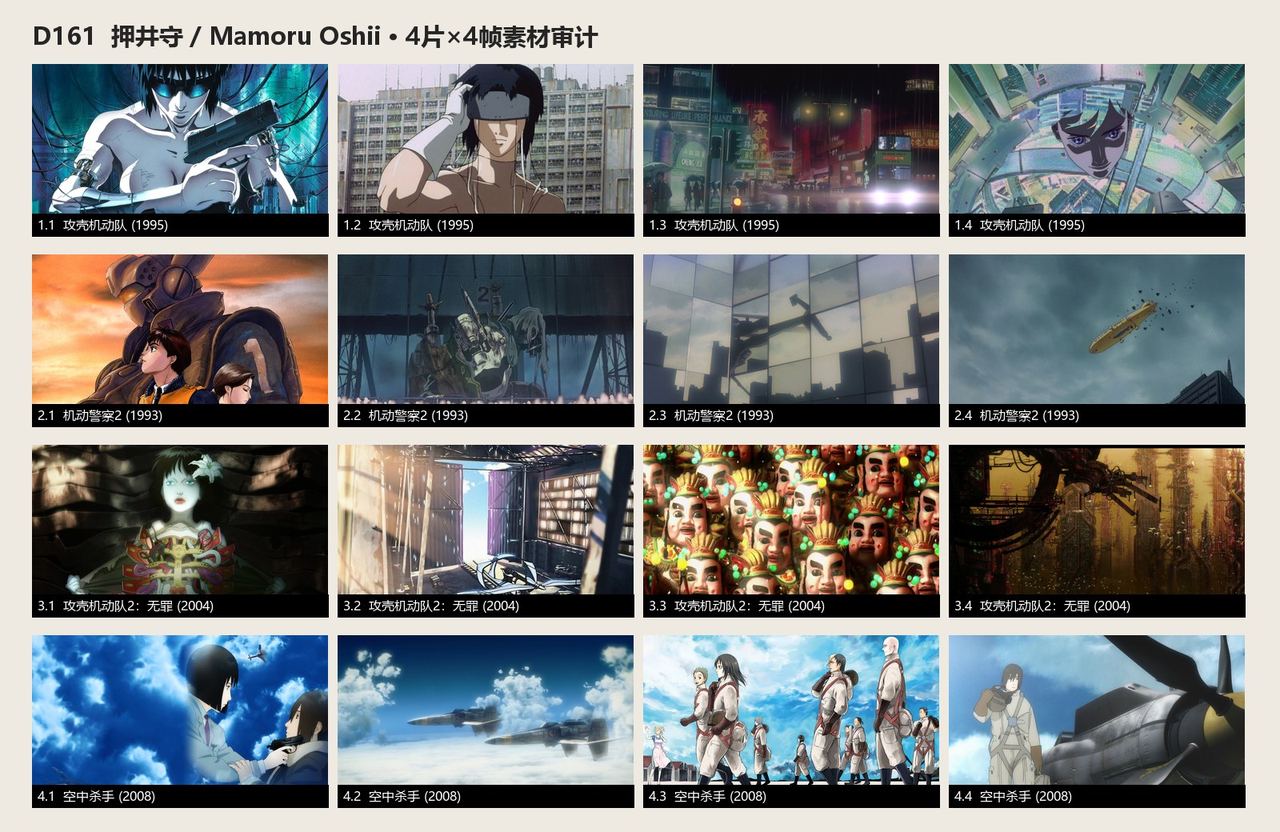 D161 押井守 / Mamoru Oshii • 4片×4帧素材审计
1.1 攻壳机动队 (1995)
1.2 攻壳机动队 (1995)
1.3 攻壳机动队 (1995)
1.4 攻壳机动队 (1995)
2
2.1 机动警察2 (1993)
2.2 机动警察2 (1993)
2.3 机动警察2 (1993)
2.4 机动警察2 (1993)
3.1 攻壳机动队2：无罪 (2004)
3.2 攻壳机动队2：无罪 (2004)
3.3 攻壳机动队2：无罪 (2004)
3.4 攻壳机动队2：无罪 (2004)
4.1 空中杀手 (2008)
4.2 空中杀手 (2008)
4.3 空中杀手 (2008)
4.4 空中杀手 (2008)